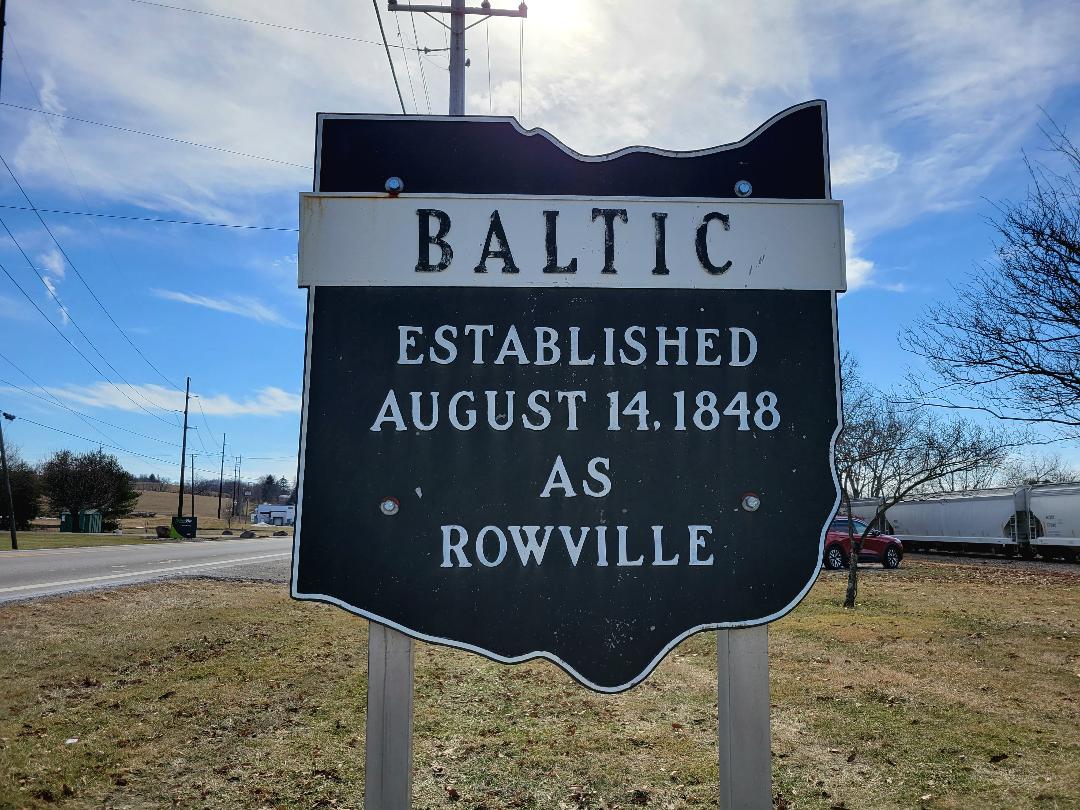 BALTIC
ESTABLISHED
AUGUST 14, 1848
AS
ROWVILLE